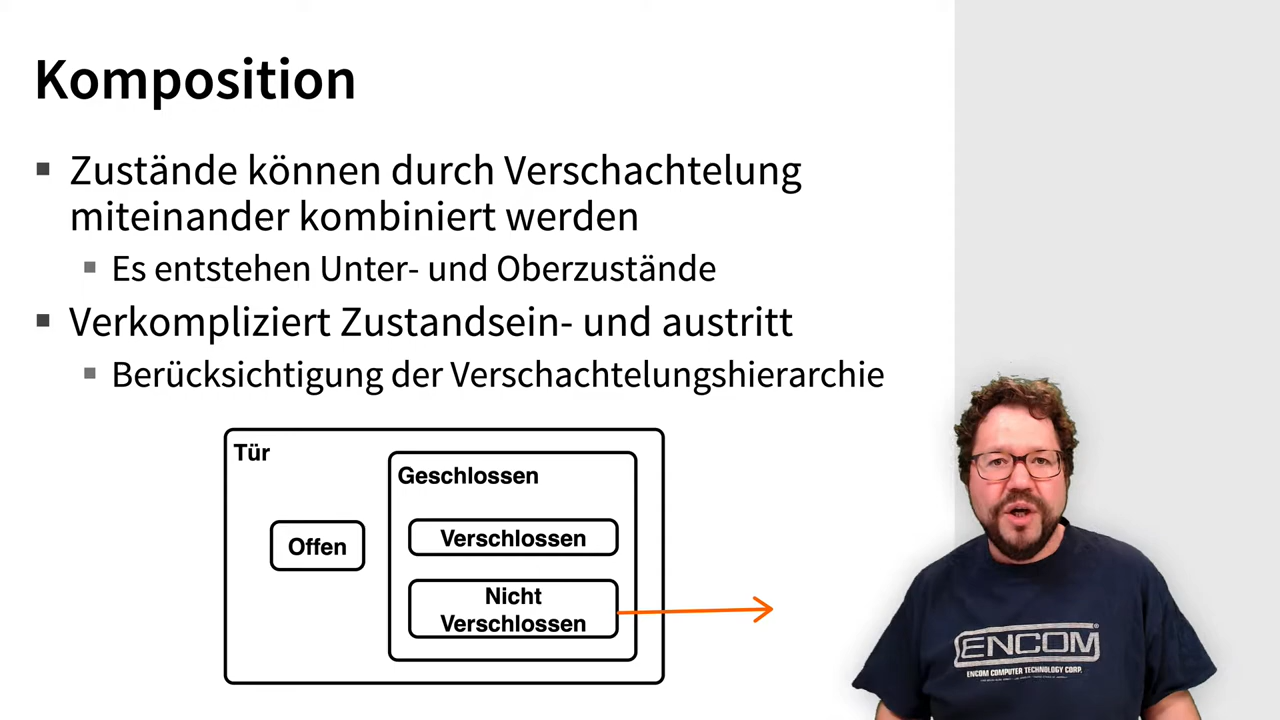 Komposition
▪ Zustände können durch Verschachtelung
miteinander kombiniert werden
▪ Es entstehen Unter- und Oberzustände
▪ Verkompliziert Zustandsein- und austritt
▪ Berücksichtigung der Verschachtelungshierarchie
Tür
Geschlossen
Offen
Verschlossen
Nicht
Verschlossen
ENCOM®
ENCOM COMPUTER TECHNOLOGY CORP.